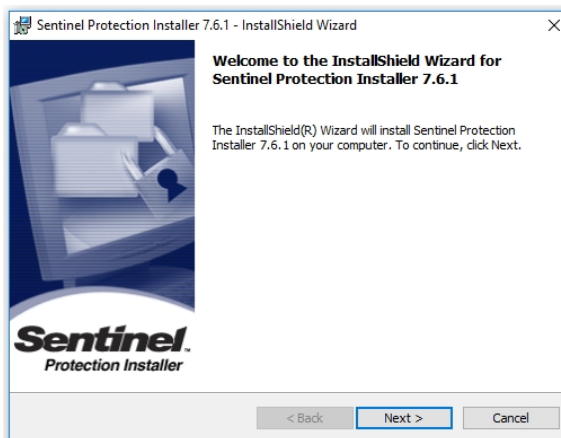 Sentinel Protection Installer 7.6.1 - InstallShield Wizard
Welcome to the InstallShield Wizard for
Sentinel Protection Installer 7.6.1
The InstallShield(R) Wizard will install Sentinel Protection
Installer 7.6.1 on your computer. To continue, click Next.
Sentinel™
Protection Installer
< Back
Next >
Cancel